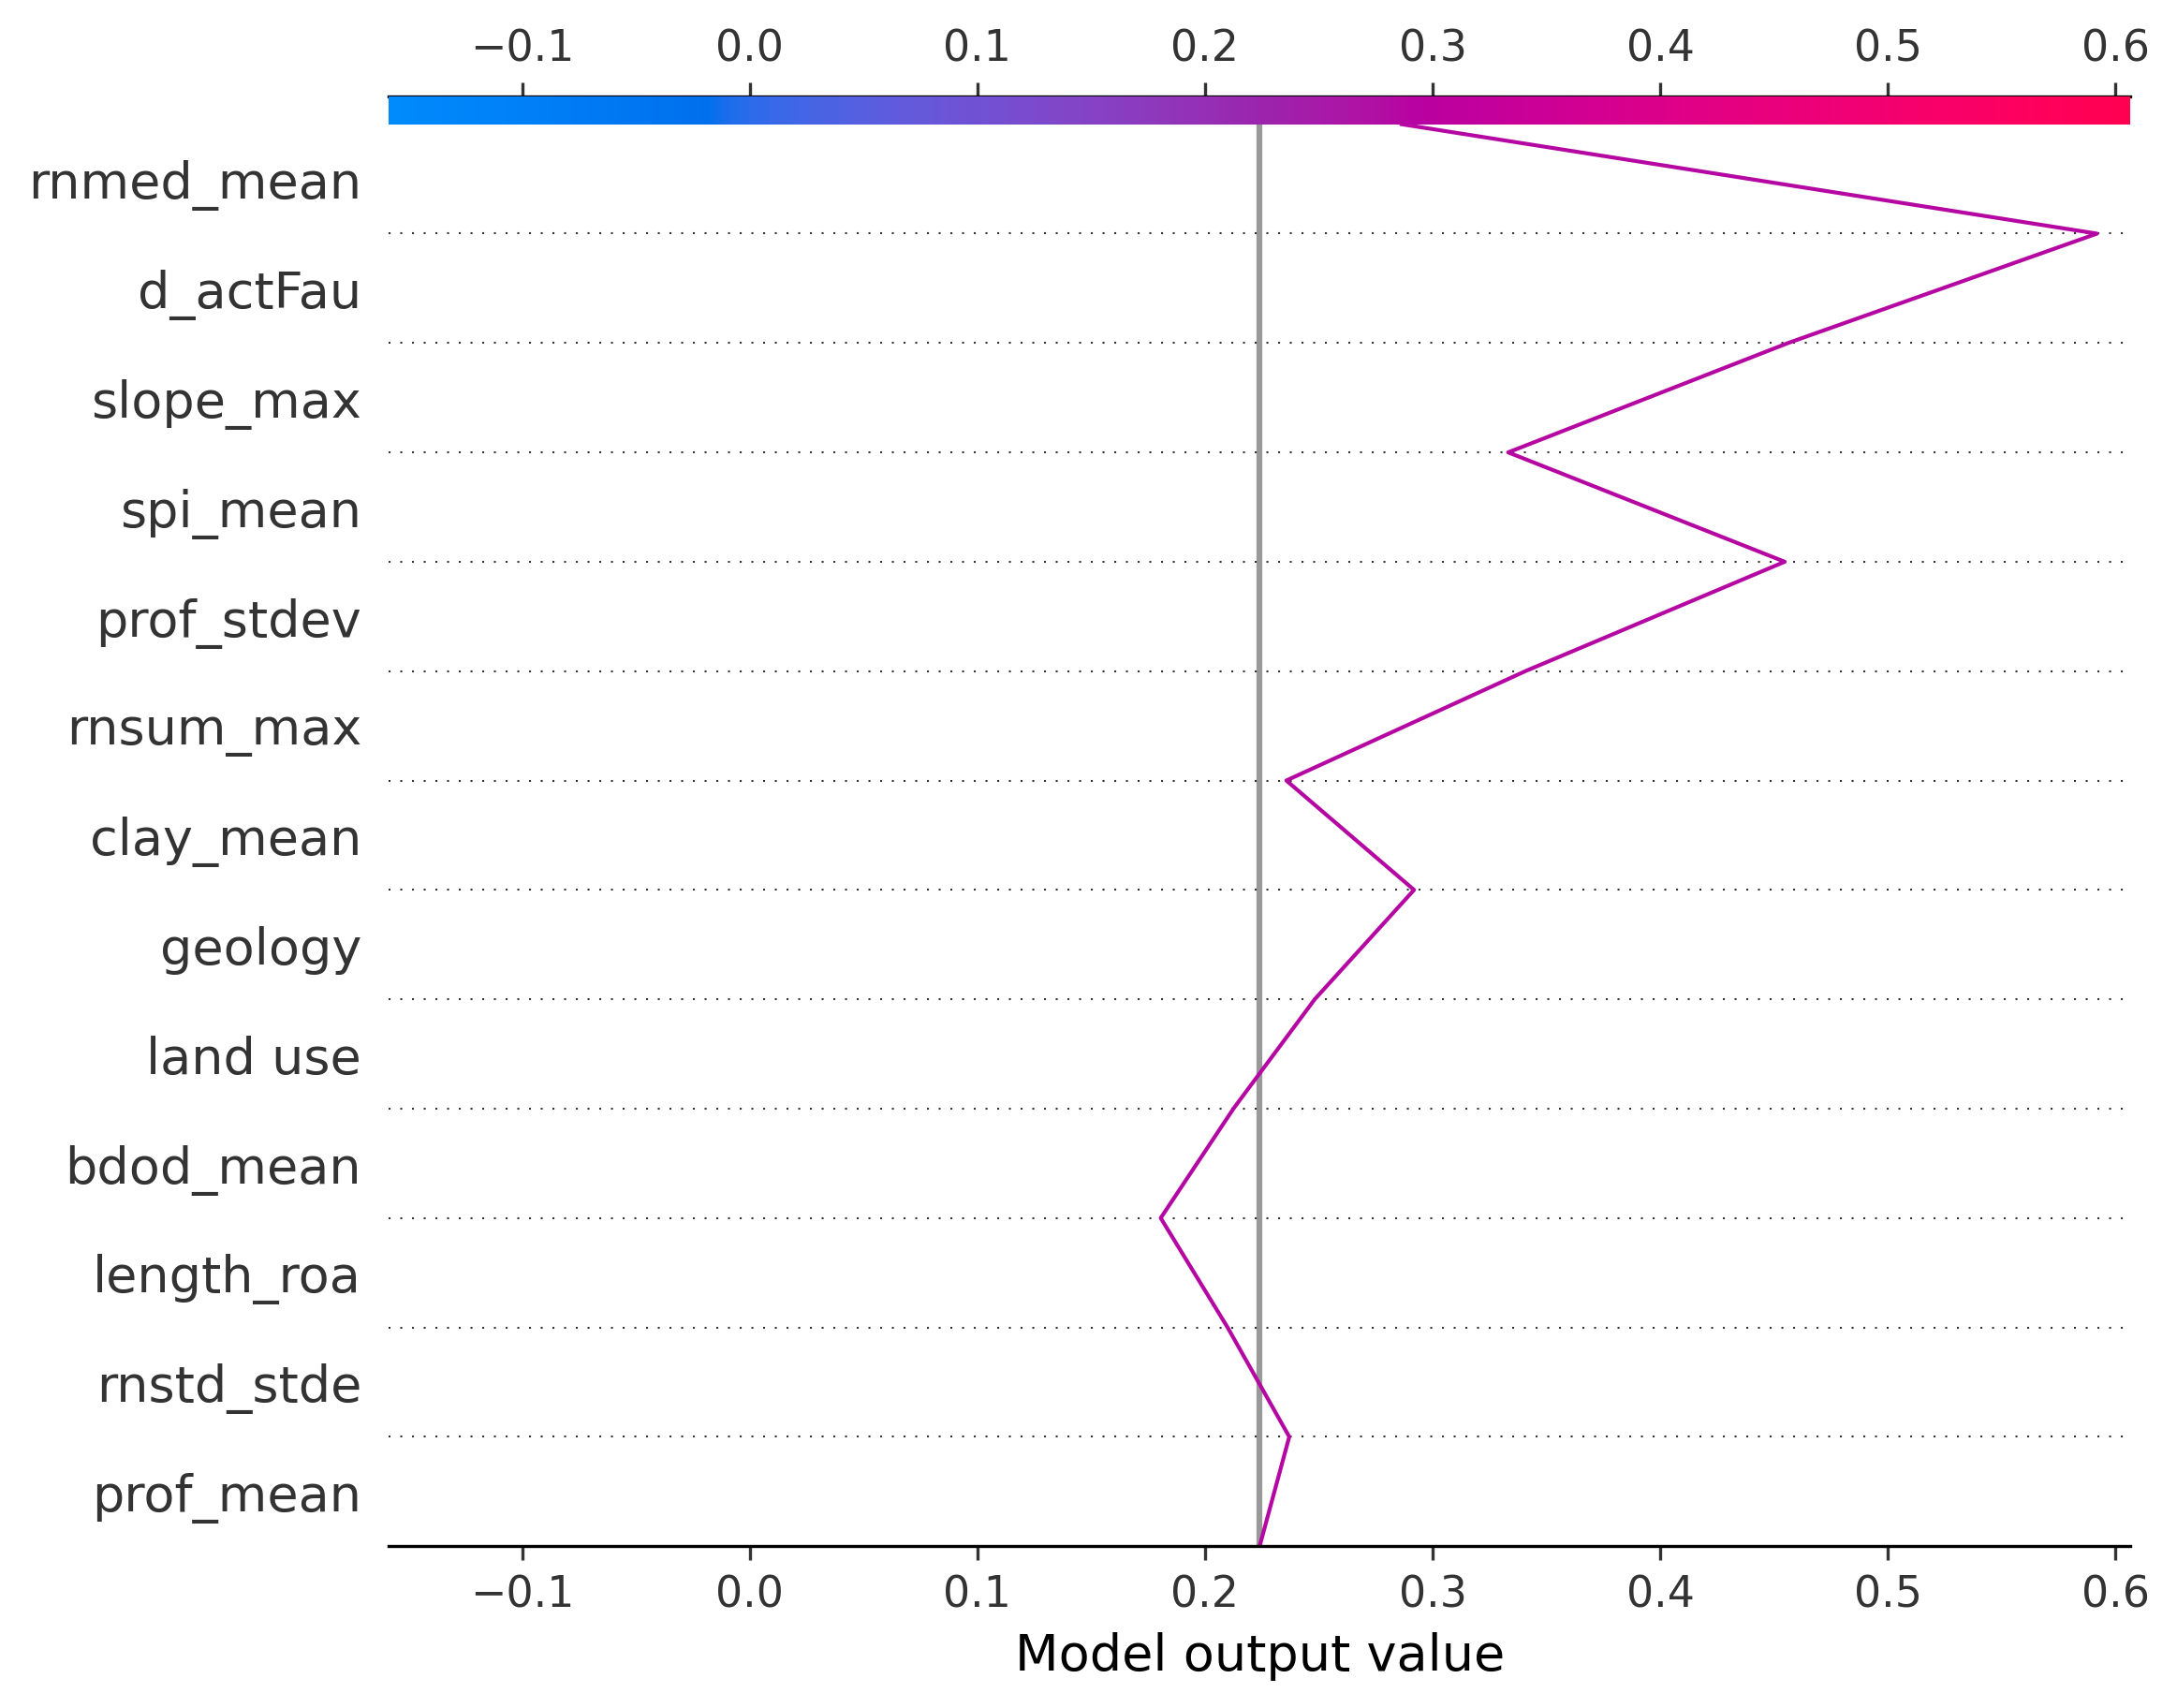 −0.1 0.0 0.1 0.2 0.3 0.4 0.5 0.6
rnmed_mean
d_actFau
slope_max
spi_mean
prof_stdev
rnsum_max
clay_mean
geology
land use
bdod_mean
length_roa
rnstd_stde
prof_mean
−0.1 0.0 0.1 0.2 0.3 0.4 0.5 0.6
Model output value